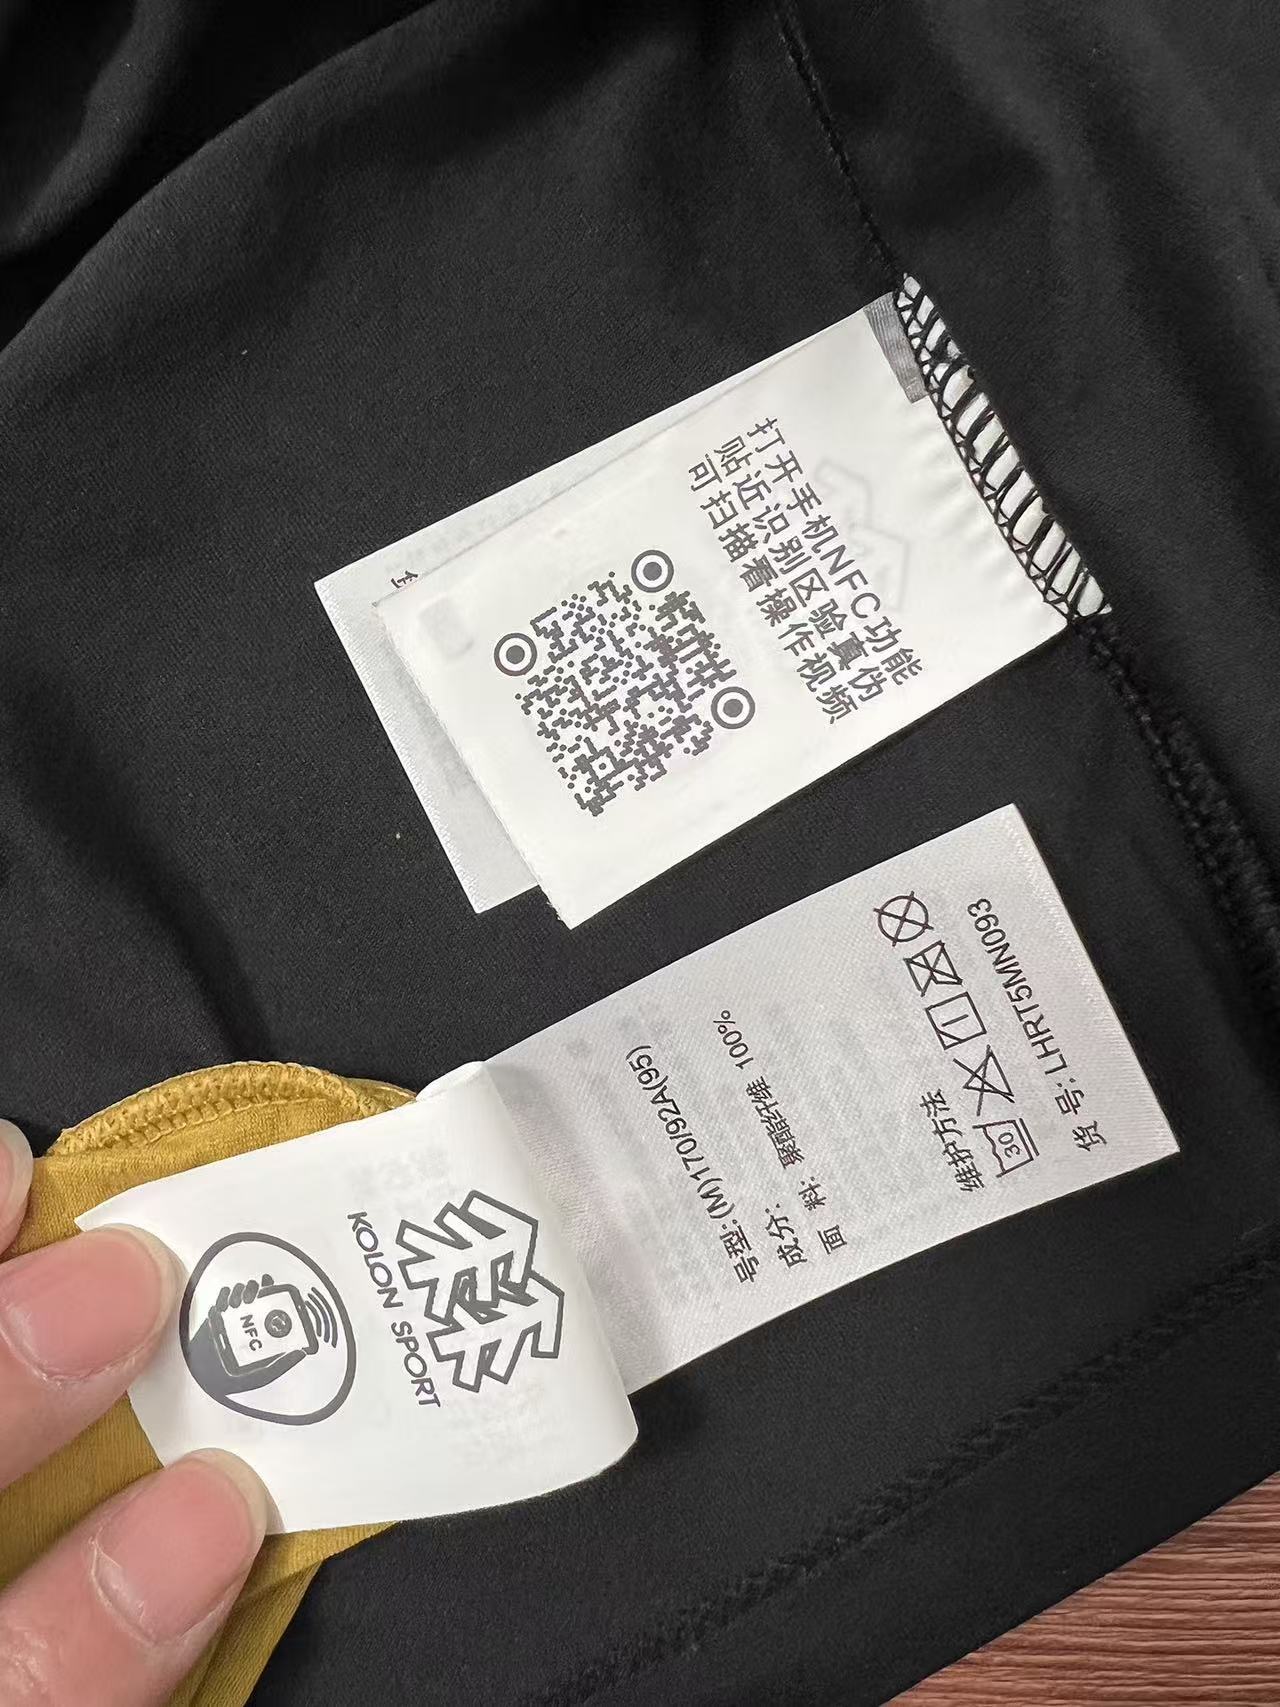 打开手机NFC功能
贴近识别区验真伪
可扫描看操作视频
号型: (M)170/92A(95)
成分:
面 料: 聚酯纤维 100%
维护方法
30
货 号: LHRT5MN093
KOLON SPORT
NFC